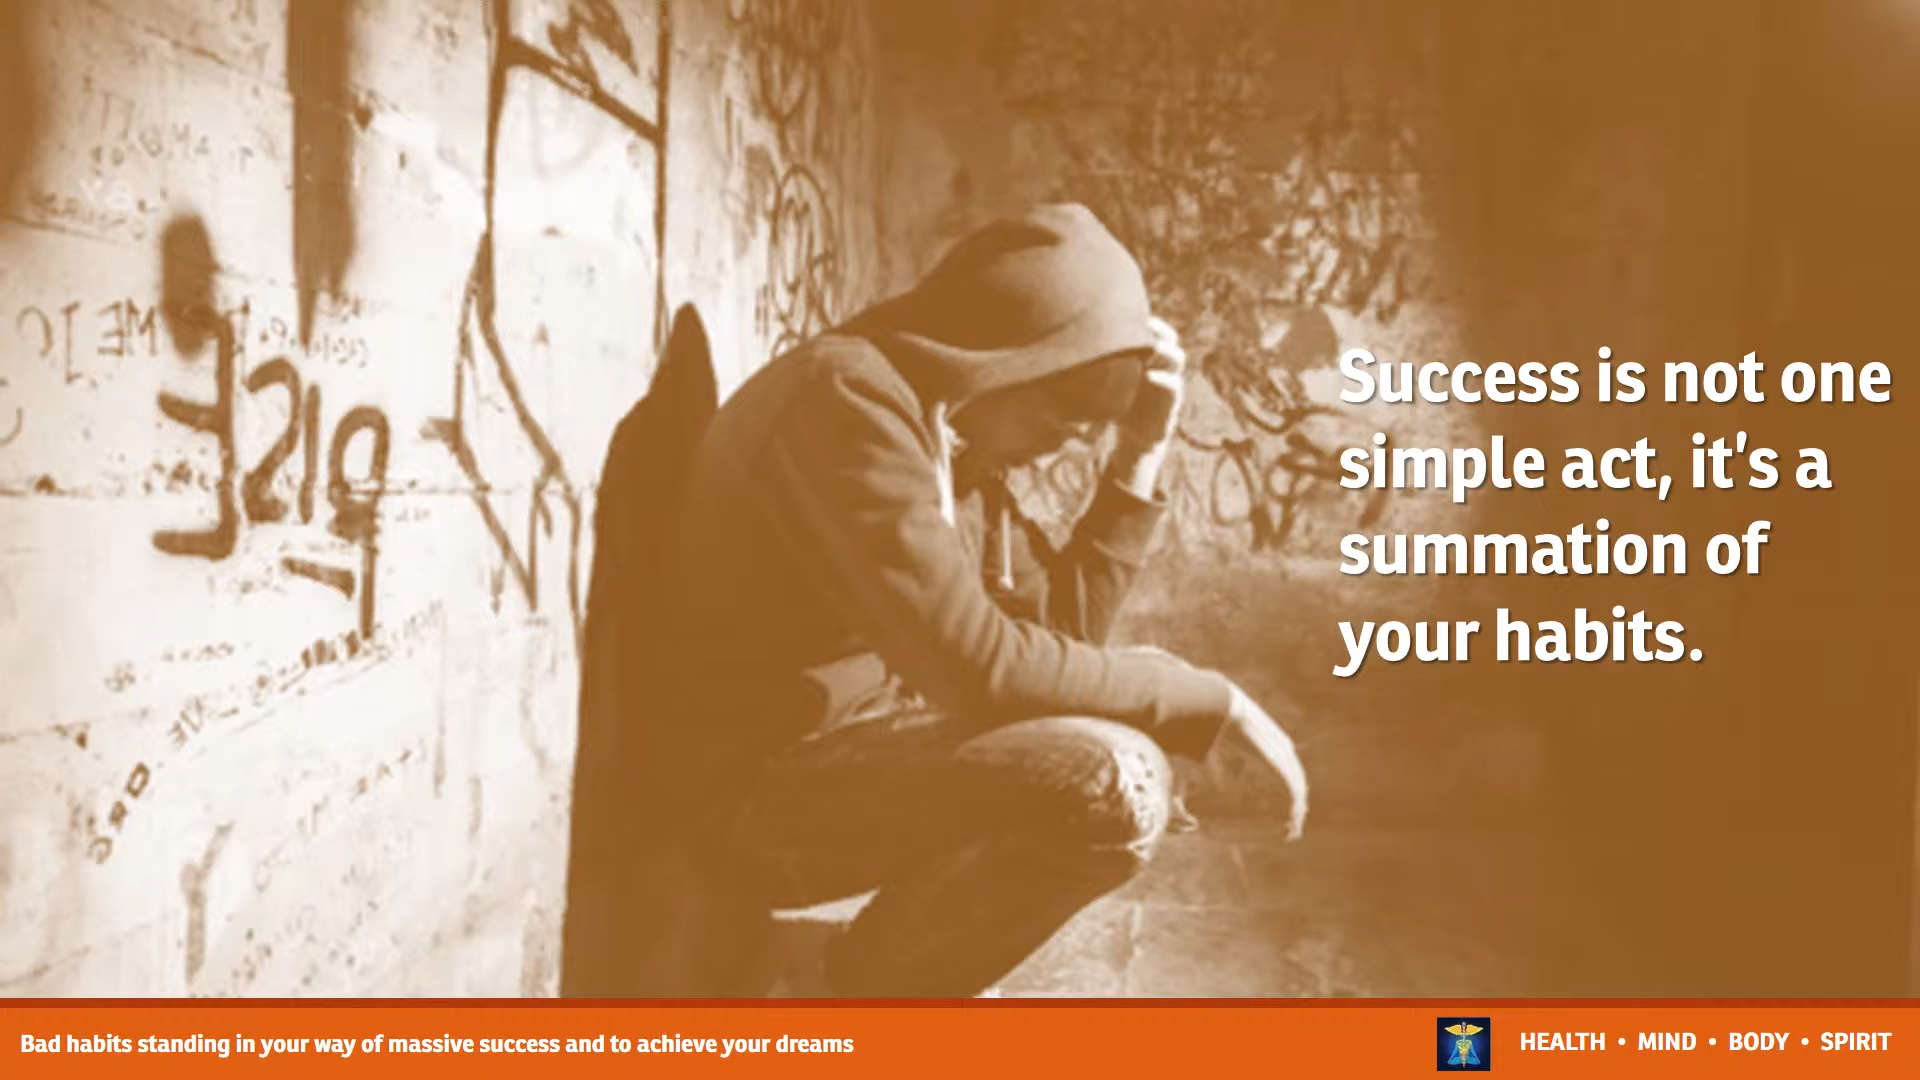 Success is not one
simple act, it's a
summation of
your habits.
Bad habits standing in your way of massive success and to achieve your dreams
HEALTH • MIND • BODY • SPIRIT